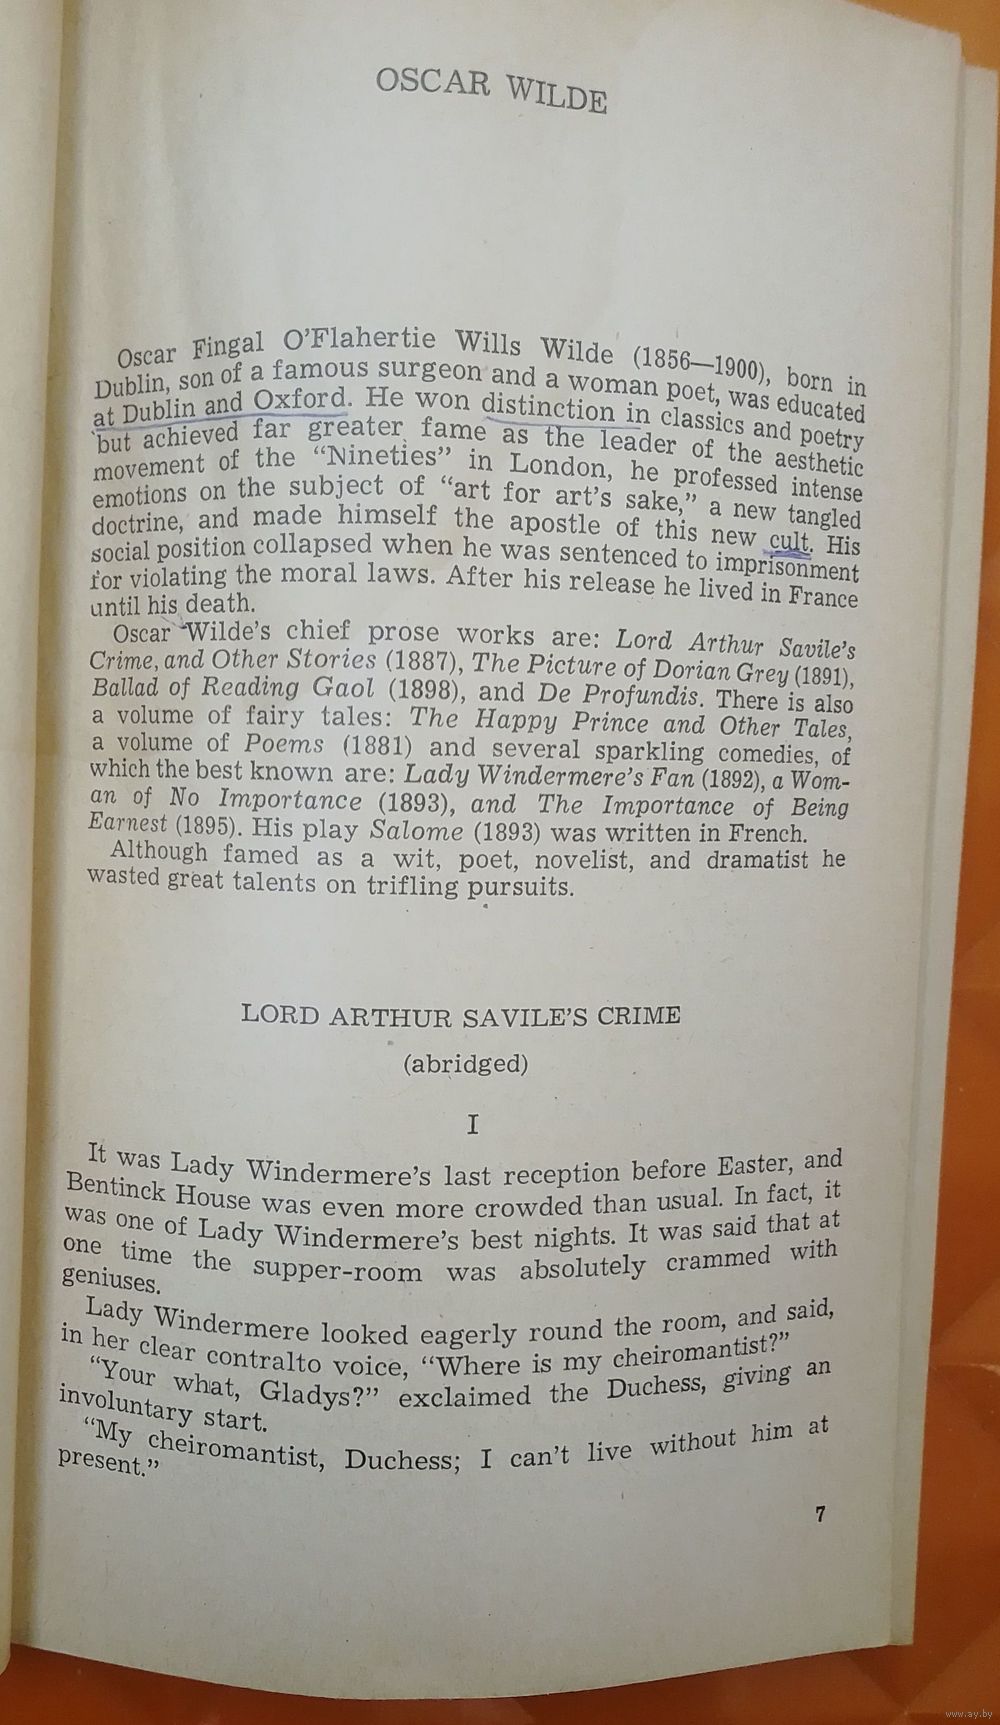 OSCAR WILDE
Oscar Fingal O'Flahertie Wills Wilde (1856—1900), born in
Dublin, son of a famous surgeon and a woman poet, was educated
at Dublin and Oxford. He won distinction in classics and poetry
but achieved far greater fame as the leader of the aesthetic
movement of the “Nineties” in London, he professed intense
emotions on the subject of “art for art's sake,” a new tangled
doctrine, and made himself the apostle of this new cult. His
social position collapsed when he was sentenced to imprisonment
for violating the moral laws. After his release he lived in France
until his death.
Oscar Wilde's chief prose works are: Lord Arthur Savile's
Crime, and Other Stories (1887), The Picture of Dorian Grey (1891),
Ballad of Reading Gaol (1898), and De Profundis. There is also
a volume of fairy tales: The Happy Prince and Other Tales,
a volume of Poems (1881) and several sparkling comedies, of
which the best known are: Lady Windermere's Fan (1892), a Wom-
an of No Importance (1893), and The Importance of Being
Earnest (1895). His play Salome (1893) was written in French.
Although famed as a wit, poet, novelist, and dramatist he
wasted great talents on trifling pursuits.
LORD ARTHUR SAVILE'S CRIME
(abridged)
I
It was Lady Windermere's last reception before Easter, and
Bentinck House was even more crowded than usual. In fact, it
was one of Lady Windermere's best nights. It was said that at
one time the supper-room was absolutely crammed with
geniuses.
Lady Windermere looked eagerly round the room, and said,
in her clear contralto voice, “Where is my cheiromantist?”
“Your what, Gladys?” exclaimed the Duchess, giving an
involuntary start.
“My cheiromantist, Duchess; I can't live without him at
present.”
7
www.ay.by